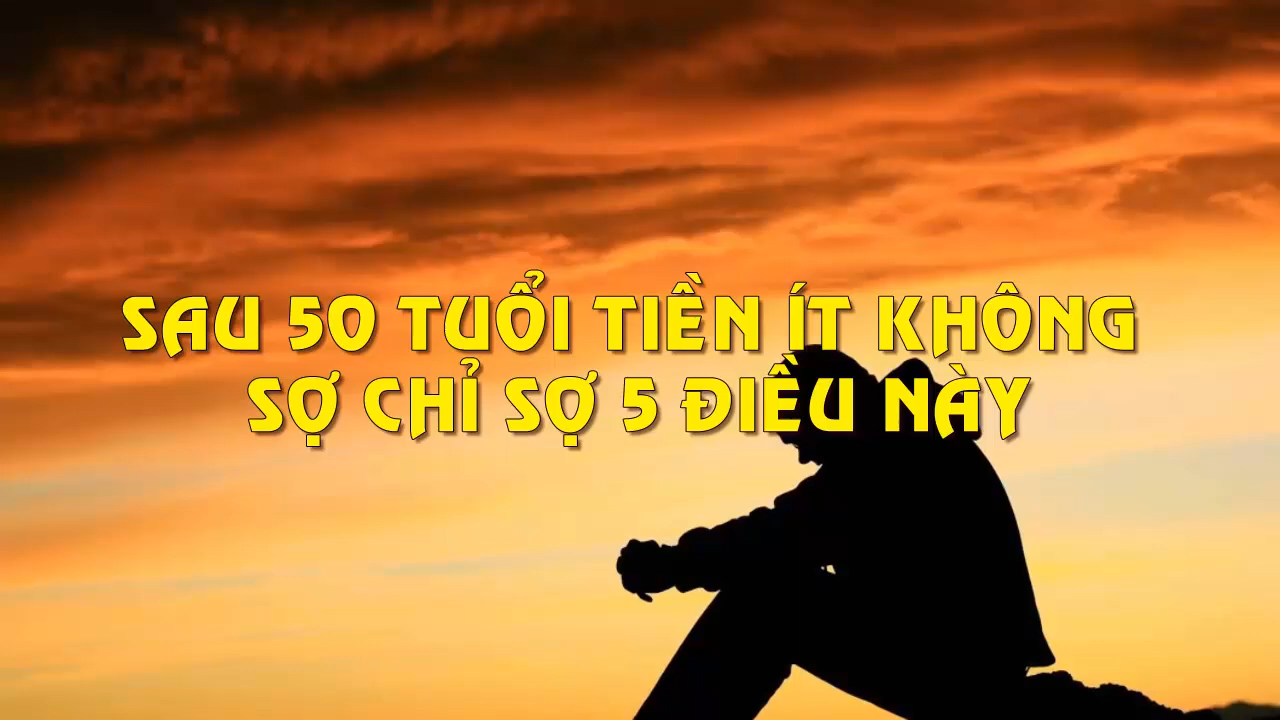 SAU 50 TUỔI TIỀN ÍT KHÔNG
SỢ CHỈ SỢ 5 ĐIỀU NÀY